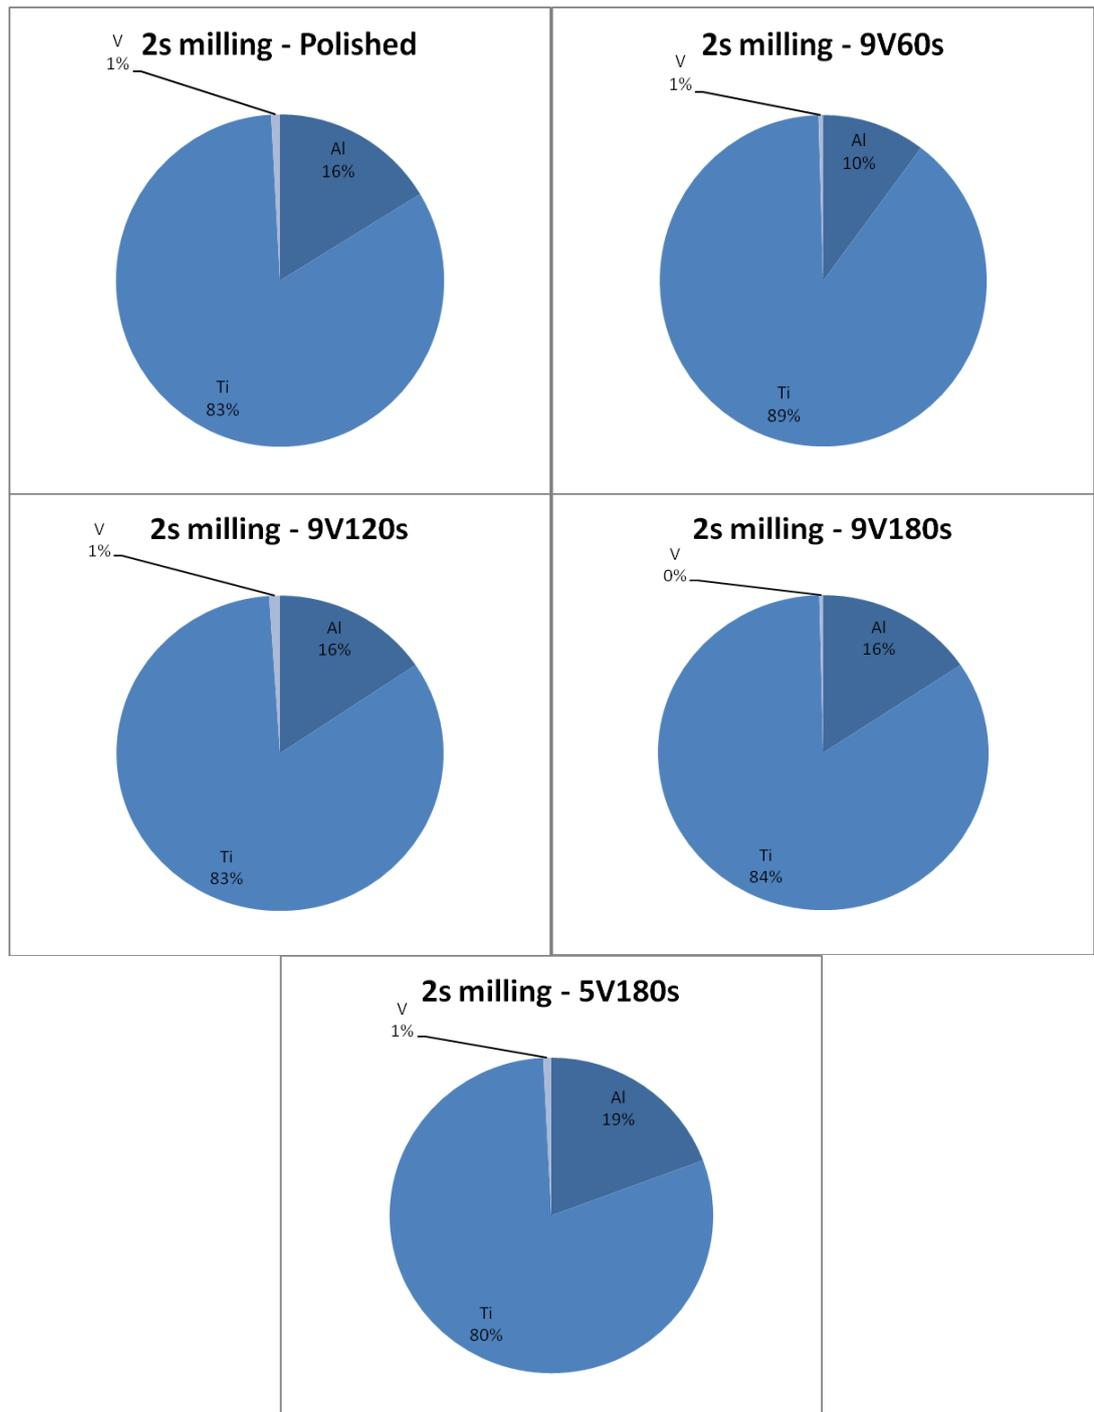 2s milling - Polished
V
1%
Al
16%
Ti
83%
2s milling - 9V60s
V
1%
Al
10%
Ti
89%
2s milling - 9V120s
V
1%
Al
16%
Ti
83%
2s milling - 9V180s
V
0%
Al
16%
Ti
84%
2s milling - 5V180s
V
1%
Al
19%
Ti
80%